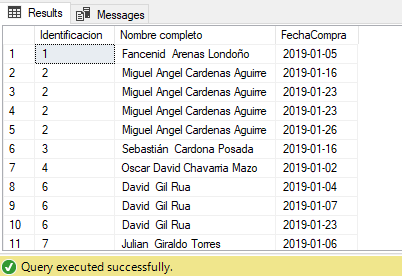 Results Messages
Identificacion Nombre completo FechaCompra
1 1 Fancenid Arenas Londoño 2019-01-05
2 2 Miguel Angel Cardenas Aguirre 2019-01-16
3 2 Miguel Angel Cardenas Aguirre 2019-01-23
4 2 Miguel Angel Cardenas Aguirre 2019-01-23
5 2 Miguel Angel Cardenas Aguirre 2019-01-26
6 3 Sebastián Cardona Posada 2019-01-16
7 4 Oscar David Chavarria Mazo 2019-01-02
8 6 David Gil Rua 2019-01-04
9 6 David Gil Rua 2019-01-07
10 6 David Gil Rua 2019-01-23
11 7 Julian Giraldo Torres 2019-01-06
Query executed successfully.